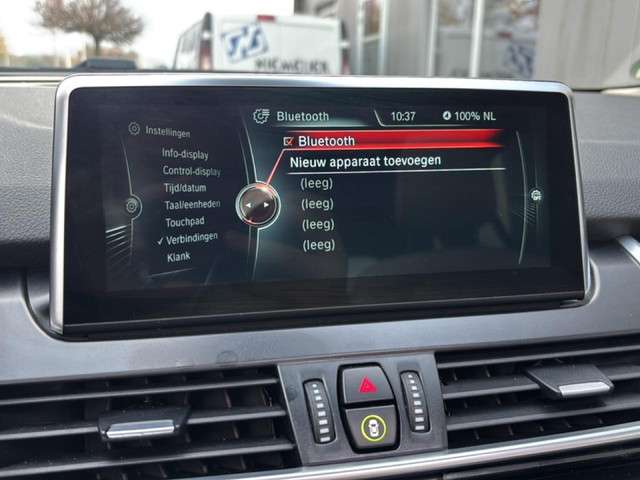 Bluetooth
10:37
100% NL
Instellingen
Info-display
Control-display
Tijd/datum
Taal/eenheden
Touchpad
Verbindingen
Klank
Bluetooth
Nieuw apparaat toevoegen
(leeg)
(leeg)
(leeg)
(leeg)